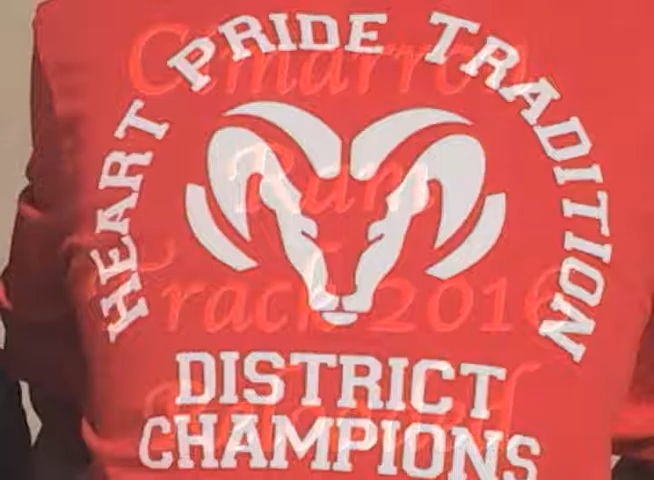 HEART PRIDE TRADITION
Cimarron
Rams
Track 2016
DISTRICT
CHAMPIONS